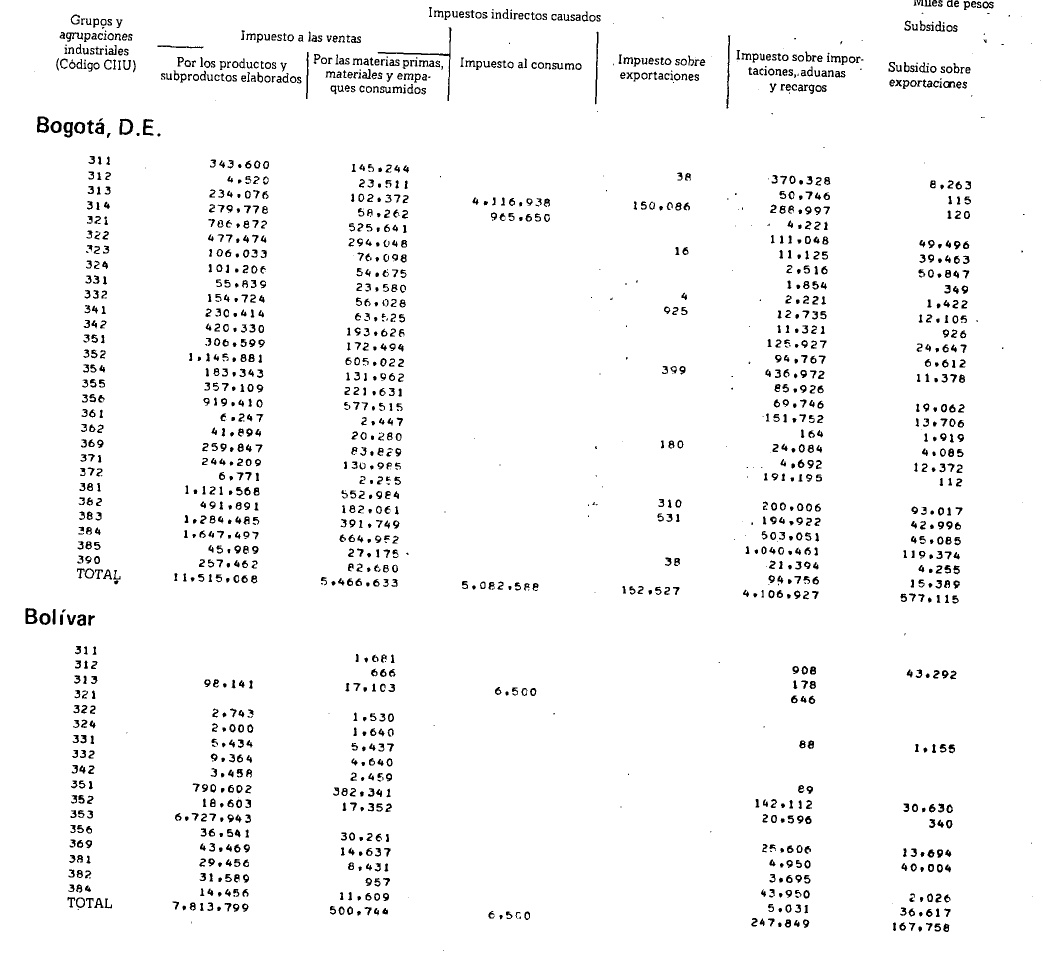 Miles de pesos
Grupos y agrupaciones industriales (Código CIIU)
Impuestos indirectos causados
Subsidios
Impuesto a las ventas
Por los productos y subproductos elaborados
Por las materias primas, materiales y empaques consumidos
Impuesto al consumo
Impuesto sobre exportaciones
Impuesto sobre importaciones, aduanas y recargos
Subsidio sobre exportaciones
Bogotá, D.E.
311 343.600 145.244 38 370.328 8.263
312 4.520 23.511 50.746 115
313 234.076 102.372 4.116.938 150.086 288.997 120
314 279.778 58.262 965.650 4.221
321 786.872 525.641 111.048 49.496
322 477.474 294.048 16 11.125 39.463
323 106.033 76.098 2.516 50.847
324 101.206 54.675 1.854 349
331 55.839 23.580 4 2.221 1.422
332 154.724 56.028 925 12.735 12.105
341 230.414 63.525 11.321 926
342 420.330 193.626 125.927 24.647
351 306.599 172.494 94.767 6.612
352 1.145.881 605.022 399 436.972 11.378
354 183.343 131.962 85.926
355 357.109 221.631 69.746 19.062
356 919.410 577.515 151.752 13.706
361 6.247 2.447 164 1.919
362 41.894 20.280 180 24.084 4.085
369 259.847 83.829 4.692 12.372
371 244.209 130.985 191.195 112
372 6.771 2.255
381 1.121.568 552.984 310 200.006 93.017
382 491.891 182.061 531 194.922 42.996
383 1.284.485 391.749 503.051 45.085
384 1.647.497 664.952 1.040.461 119.374
385 45.989 27.175 38 21.394 4.255
390 257.462 82.680 94.756 15.389
TOTAL 11.515.068 5.466.633 5.082.588 152.527 4.106.927 577.115
Bolívar
311 1.681 908 43.292
312 666 178
313 98.141 17.103 6.500 646
321
322 2.743 1.530
324 2.000 1.640 88 1.155
331 5.434 5.437
332 9.364 4.640
342 3.458 2.459 89
351 790.602 382.341 142.112 30.630
352 18.603 17.352 20.596 340
353 6.727.943
356 36.541 30.261 25.606 13.694
369 43.469 14.637 4.950 40.004
381 29.456 8.431 3.695
382 31.589 957 43.950 2.026
384 14.456 11.609 5.031 36.617
TOTAL 7.813.799 500.744 6.500 247.849 167.758